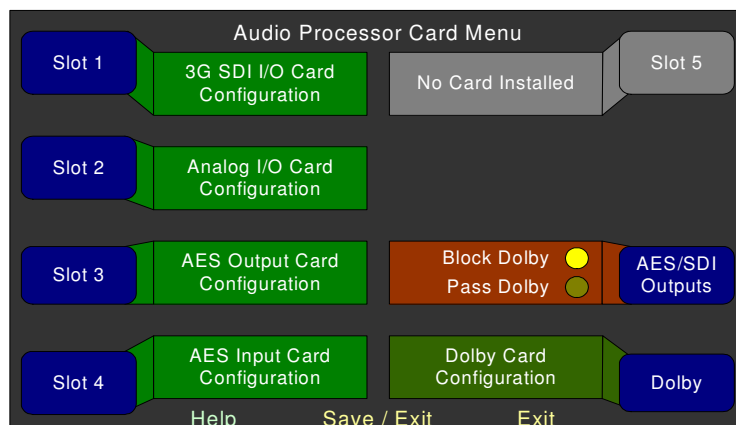 Audio Processor Card Menu
Slot 1
3G SDI I/O Card
Configuration
No Card Installed
Slot 5
Slot 2
Analog I/O Card
Configuration
Slot 3
AES Output Card
Configuration
Block Dolby
Pass Dolby
AES/SDI
Outputs
Slot 4
AES Input Card
Configuration
Dolby Card
Configuration
Dolby
Help Save / Exit Exit